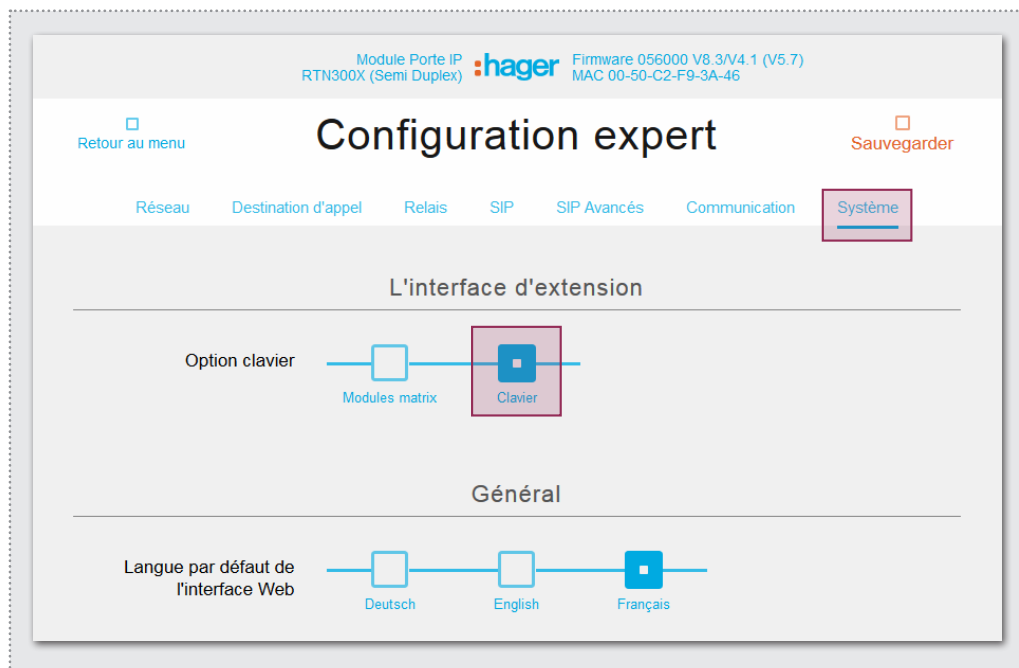 Module Porte IP
RTN300X (Semi Duplex)
:hager
Firmware 056000 V8.3/V4.1 (V5.7)
MAC 00-50-C2-F9-3A-46
Retour au menu
Configuration expert
Sauvegarder
Réseau Destination d'appel Relais SIP SIP Avancés Communication Système
L'interface d'extension
Option clavier
Modules matrix Clavier
Général
Langue par défaut de
l'interface Web
Deutsch English Français